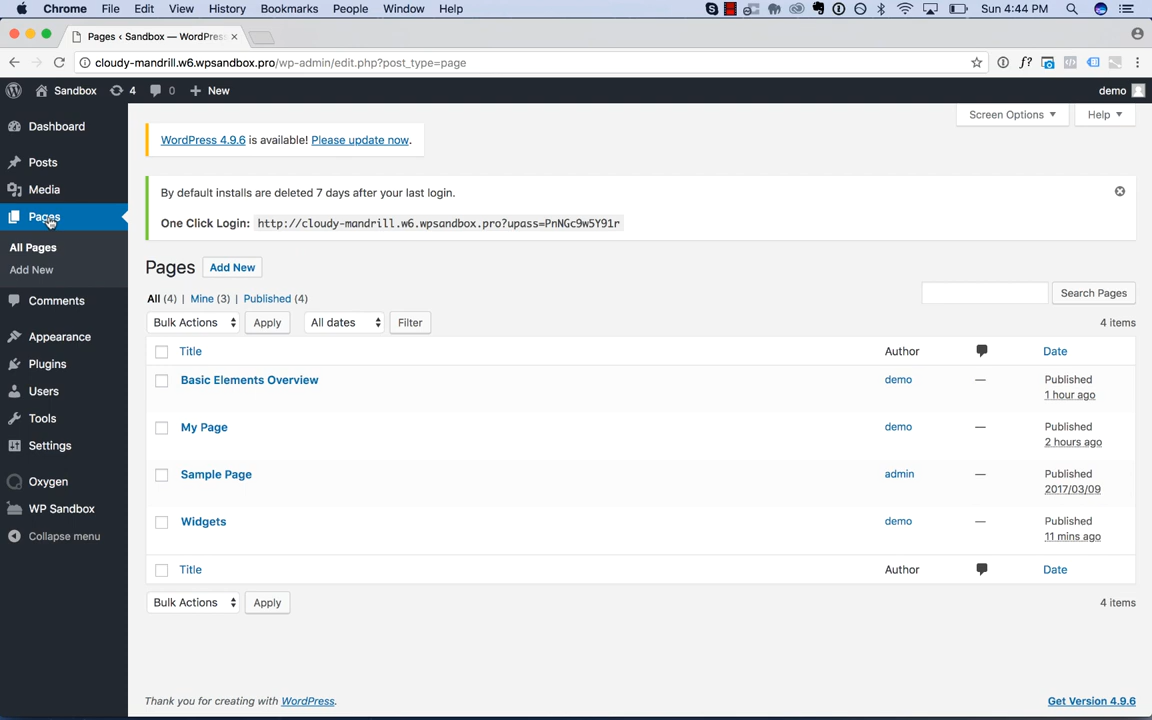 Chrome File Edit View History Bookmarks People Window Help Sun 4:44 PM
Pages ‹ Sandbox — WordPres
cloudy-mandrill.w6.wpsandbox.pro/wp-admin/edit.php?post_type=page
Sandbox 4 0 + New demo
Screen Options Help
Dashboard
Posts
Media
Pages
All Pages
Add New
Comments
Appearance
Plugins
Users
Tools
Settings
Oxygen
WP Sandbox
Collapse menu
WordPress 4.9.6 is available! Please update now.
By default installs are deleted 7 days after your last login.
One Click Login: http://cloudy-mandrill.w6.wpsandbox.pro?upass=PnNGc9w5Y91r
Pages Add New
All (4) | Mine (3) | Published (4)
Search Pages
Bulk Actions Apply All dates Filter 4 items
Title Author Date
Basic Elements Overview demo — Published
1 hour ago
My Page demo — Published
2 hours ago
Sample Page admin — Published
2017/03/09
Widgets demo — Published
11 mins ago
Title Author Date
Bulk Actions Apply 4 items
Thank you for creating with WordPress. Get Version 4.9.6